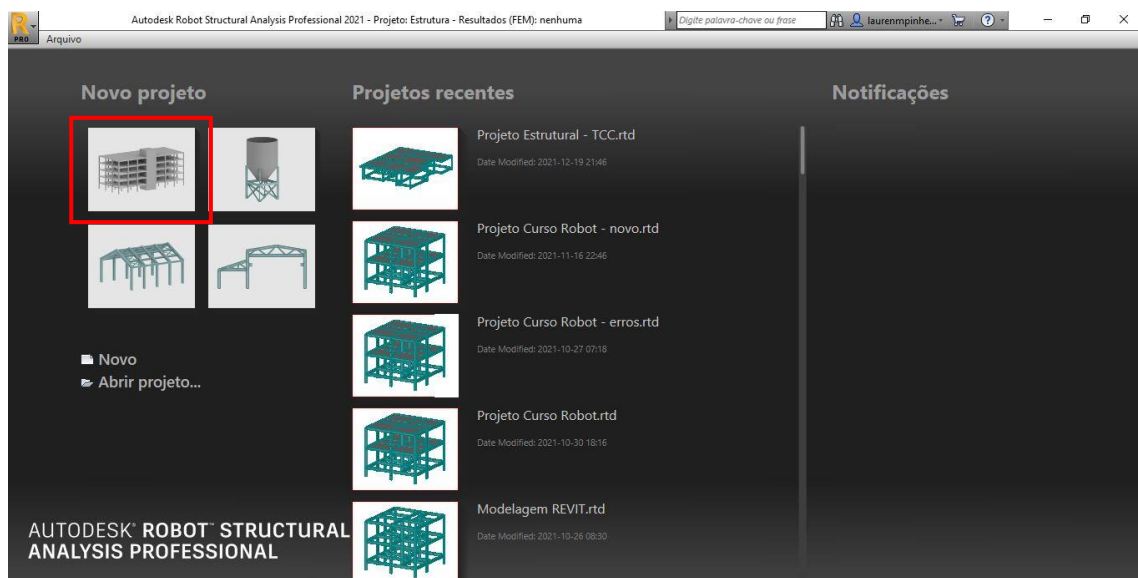 Autodesk Robot Structural Analysis Professional 2021 - Projeto: Estrutura - Resultados (FEM): nenhuma
Digite palavra-chave ou frase
laurenmpinhe...
?
PRO
Arquivo
Novo projeto
Projetos recentes
Notificações
Projeto Estrutural - TCC.rtd
Date Modified: 2021-12-19 21:46
Projeto Curso Robot - novo.rtd
Date Modified: 2021-11-16 22:46
Projeto Curso Robot - erros.rtd
Date Modified: 2021-10-27 07:18
Novo
Abrir projeto...
Projeto Curso Robot.rtd
Date Modified: 2021-10-30 18:16
Modelagem REVIT.rtd
Date Modified: 2021-10-26 08:30
AUTODESK® ROBOT™ STRUCTURAL
ANALYSIS PROFESSIONAL